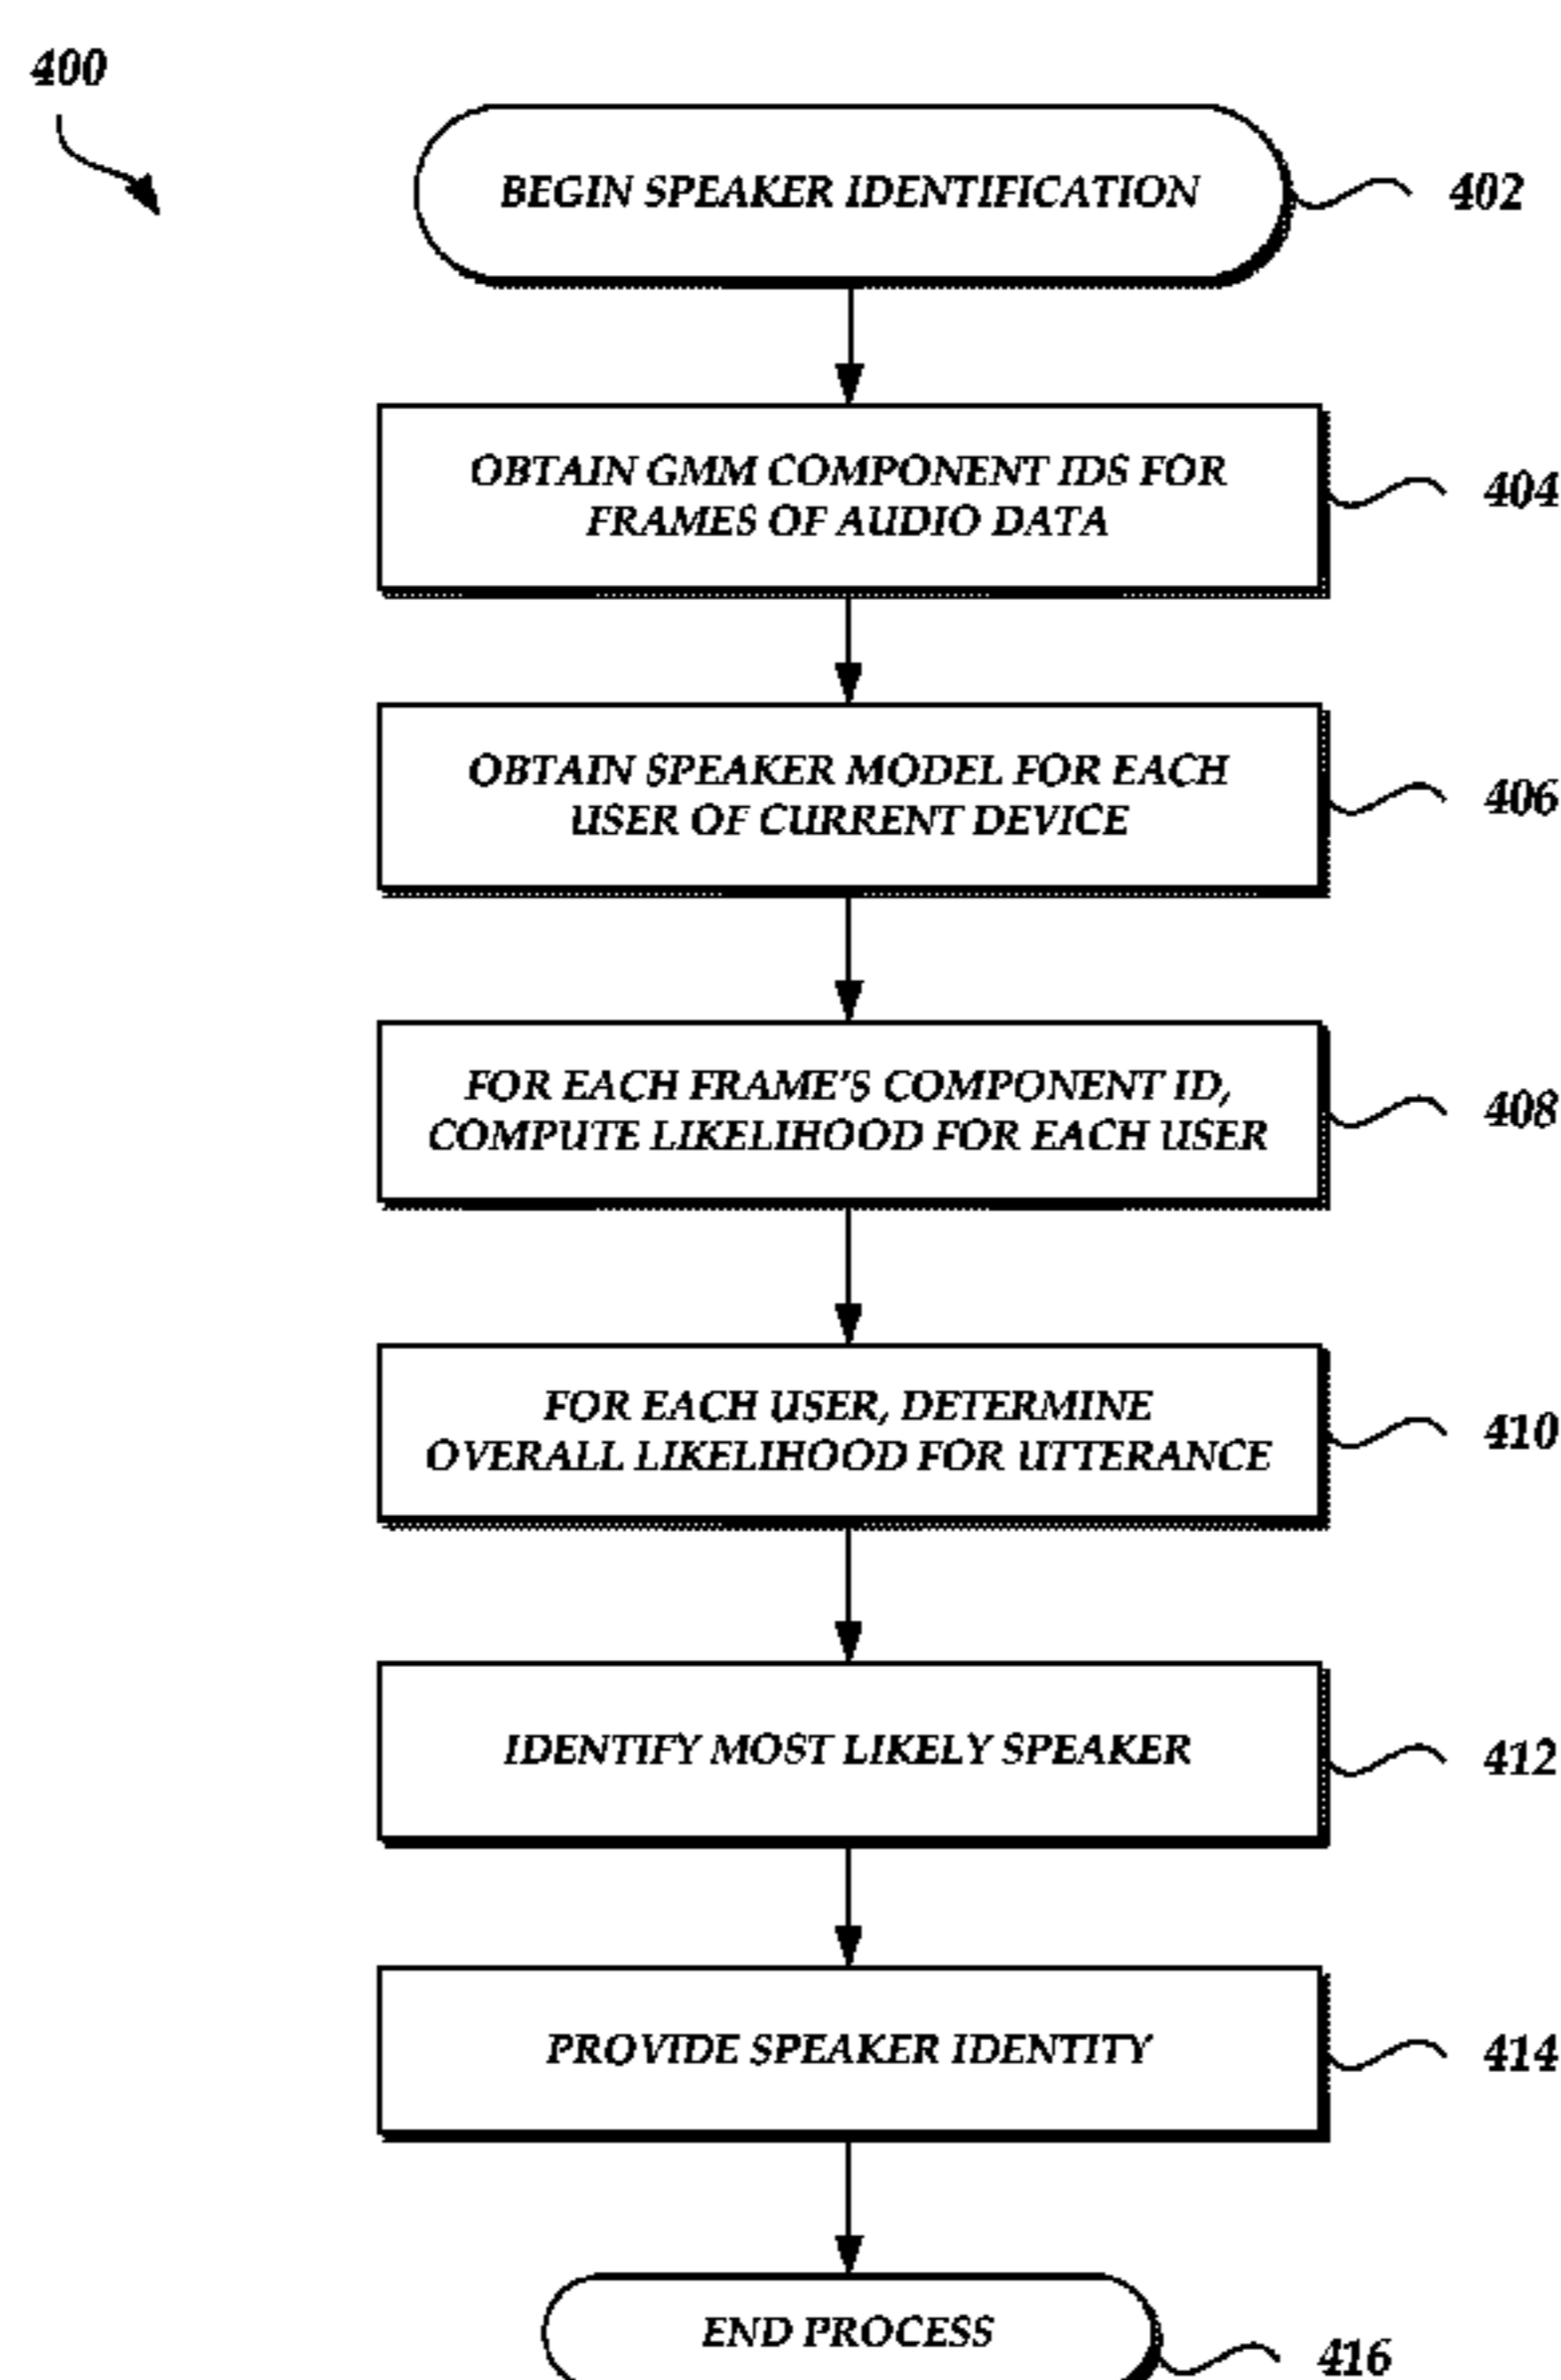 400
BEGIN SPEAKER IDENTIFICATION
402
OBTAIN GMM COMPONENT IDS FOR
FRAMES OF AUDIO DATA
404
OBTAIN SPEAKER MODEL FOR EACH
USER OF CURRENT DEVICE
406
FOR EACH FRAME'S COMPONENT ID,
COMPUTE LIKELIHOOD FOR EACH USER
408
FOR EACH USER, DETERMINE
OVERALL LIKELIHOOD FOR UTTERANCE
410
IDENTIFY MOST LIKELY SPEAKER
412
PROVIDE SPEAKER IDENTITY
414
END PROCESS
416